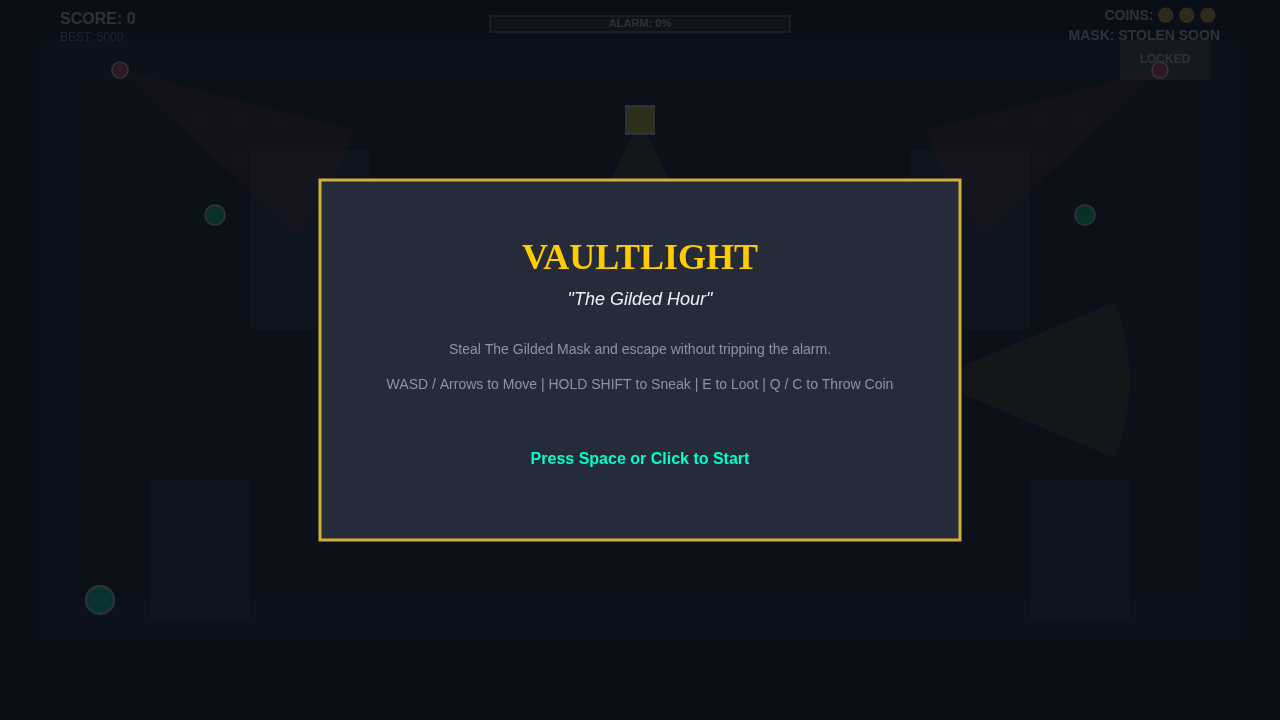 SCORE: 0
BEST: 5000
ALARM: 0%
COINS:
MASK: STOLEN SOON
LOCKED
VAULTLIGHT
"The Gilded Hour"
Steal The Gilded Mask and escape without tripping the alarm.
WASD / Arrows to Move | HOLD SHIFT to Sneak | E to Loot | Q / C to Throw Coin
Press Space or Click to Start